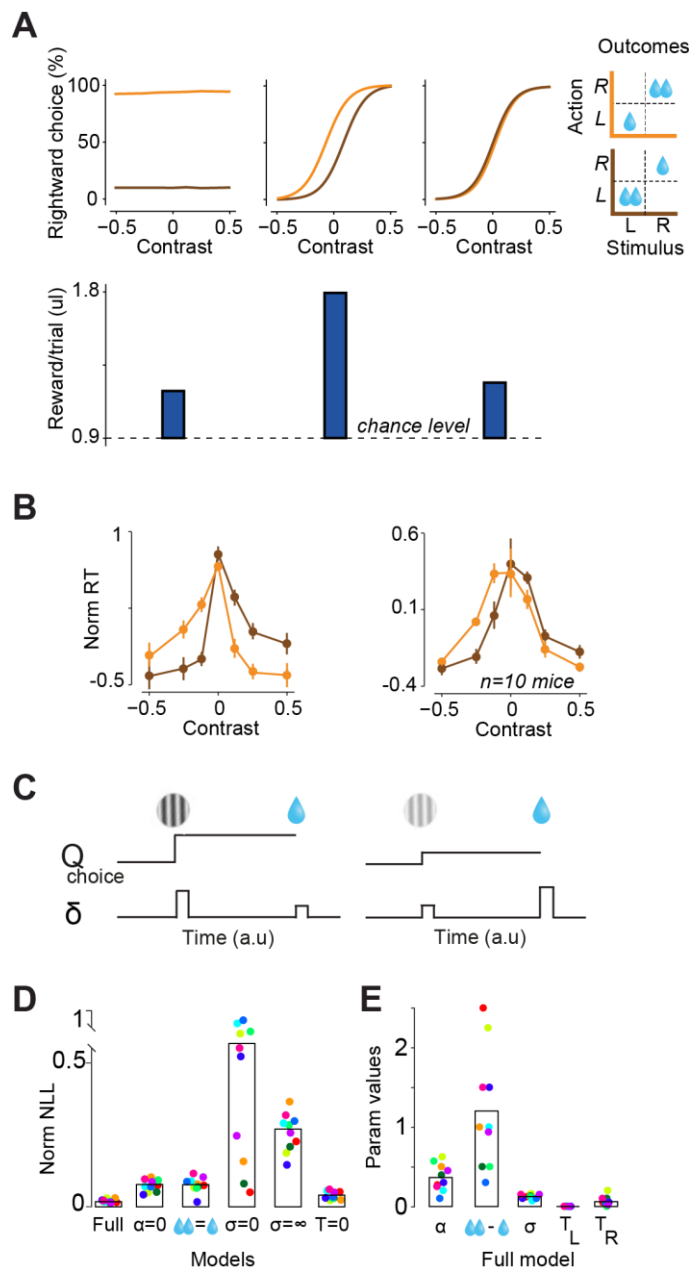 A
Outcomes
Rightward choice (%)
100
50
0
−0.5 0 0.5
Contrast
−0.5 0 0.5
Contrast
−0.5 0 0.5
Contrast
Action
R
L
R
L
L R
Stimulus
Reward/trial (ul)
1.8
0.9
chance level
B
Norm RT
1
-0.5
−0.5 0 0.5
Contrast
0.6
0.1
-0.4
n=10 mice
−0.5 0 0.5
Contrast
C
Q choice
δ
Time (a.u)
Time (a.u)
D
Norm NLL
1
0.5
0
Full α=0 = σ=0 σ=∞ T=0
Models
E
Param values
2
1
0
α - σ TL TR
Full model